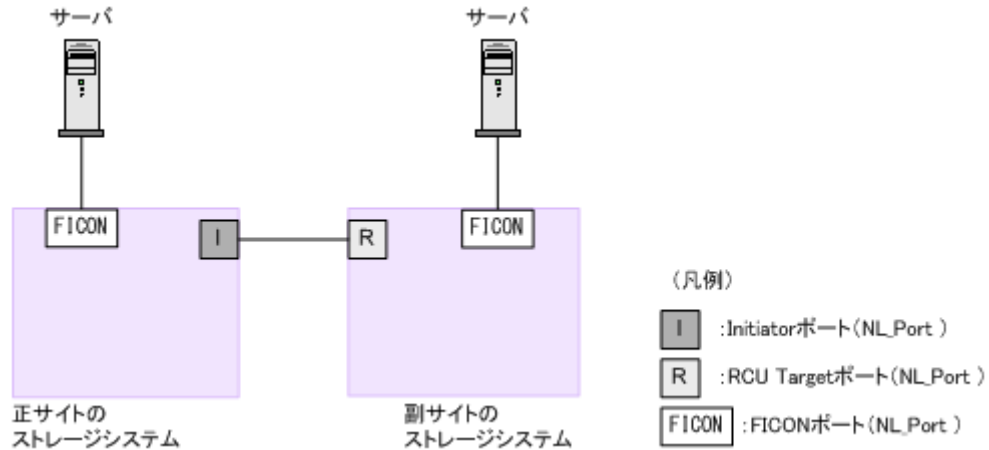 サーバ
サーバ
FICON
I
R
FICON
正サイトの
ストレージシステム
副サイトの
ストレージシステム
(凡例)
I :Initiatorポート(NL_Port )
R :RCU Targetポート(NL_Port )
FICON :FICONポート(NL_Port )